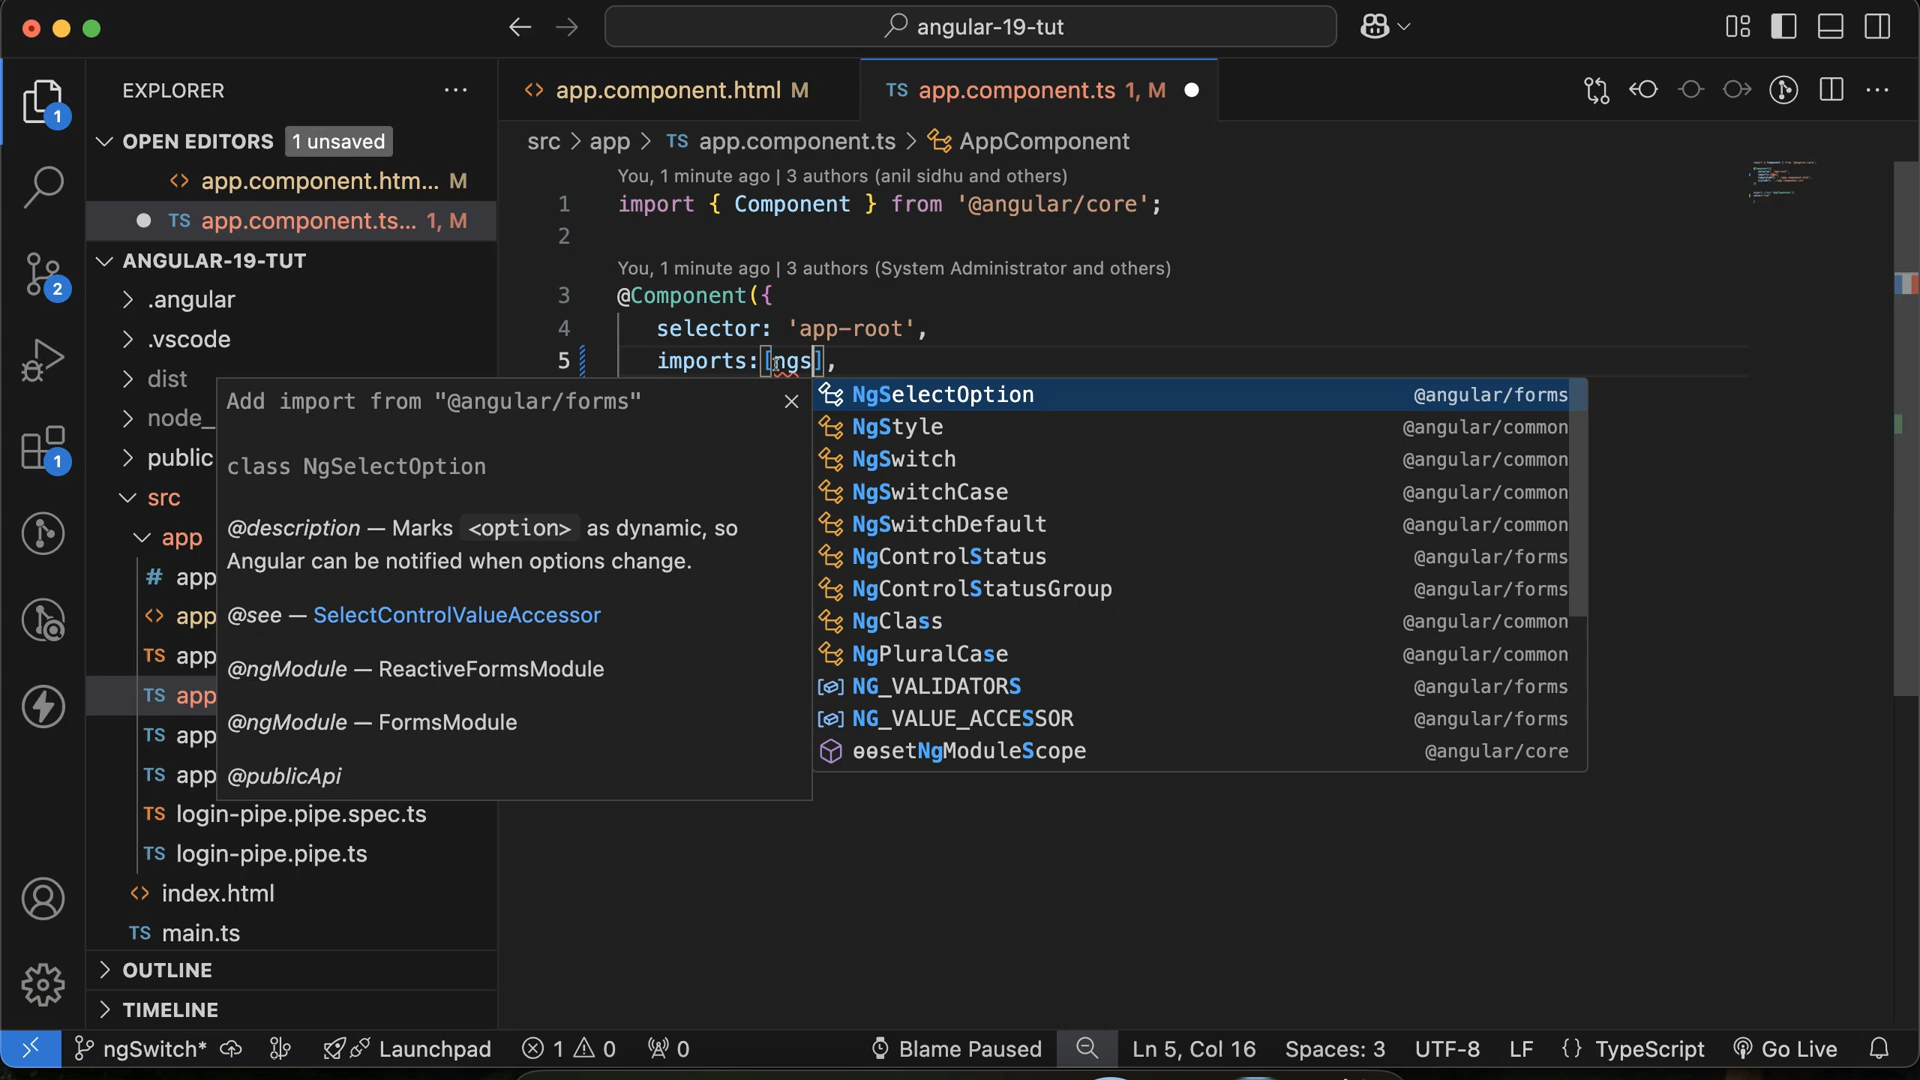 angular-19-tut
EXPLORER
OPEN EDITORS 1 unsaved
<> app.component.htm... M
TS app.component.ts... 1, M
ANGULAR-19-TUT
.angular
.vscode
dist
node_
public
src
app
# app
<> app
TS app
TS app
TS app
TS app
TS login-pipe.pipe.spec.ts
TS login-pipe.pipe.ts
<> index.html
TS main.ts
OUTLINE
TIMELINE
1
2
1
<> app.component.html M
TS app.component.ts 1, M
src > app > TS app.component.ts > AppComponent
You, 1 minute ago | 3 authors (anil sidhu and others)
1 import { Component } from '@angular/core';
2
You, 1 minute ago | 3 authors (System Administrator and others)
3 @Component({
4 selector: 'app-root',
5 imports:[ngs],
Add import from "@angular/forms"
class NgSelectOption
@description — Marks <option> as dynamic, so
Angular can be notified when options change.
@see — SelectControlValueAccessor
@ngModule — ReactiveFormsModule
@ngModule — FormsModule
@publicApi
NgSelectOption @angular/forms
NgStyle @angular/common
NgSwitch @angular/common
NgSwitchCase @angular/common
NgSwitchDefault @angular/common
NgControlStatus @angular/forms
NgControlStatusGroup @angular/forms
NgClass @angular/common
NgPluralCase @angular/common
NG_VALIDATORS @angular/forms
NG_VALUE_ACCESSOR @angular/forms
ɵɵsetNgModuleScope @angular/core
ngSwitch* Launchpad 1 0 0 Blame Paused Ln 5, Col 16 Spaces: 3 UTF-8 LF {} TypeScript Go Live